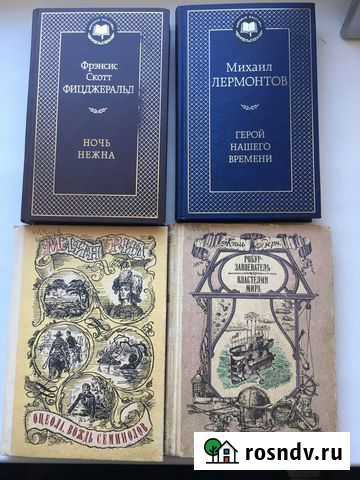 Фрэнсис
Скотт
ФИЦДЖЕРАЛЬД
НОЧЬ
НЕЖНА
Михаил
ЛЕРМОНТОВ
ГЕРОЙ
НАШЕГО
ВРЕМЕНИ
МАЙН РИД
ОЦЕОЛА, ВОЖДЬ СЕМИНОЛОВ
Жюль Верн
РОБУР-
ЗАВОЕВАТЕЛЬ
ВЛАСТЕЛИН
МИРА
rosndv.ru